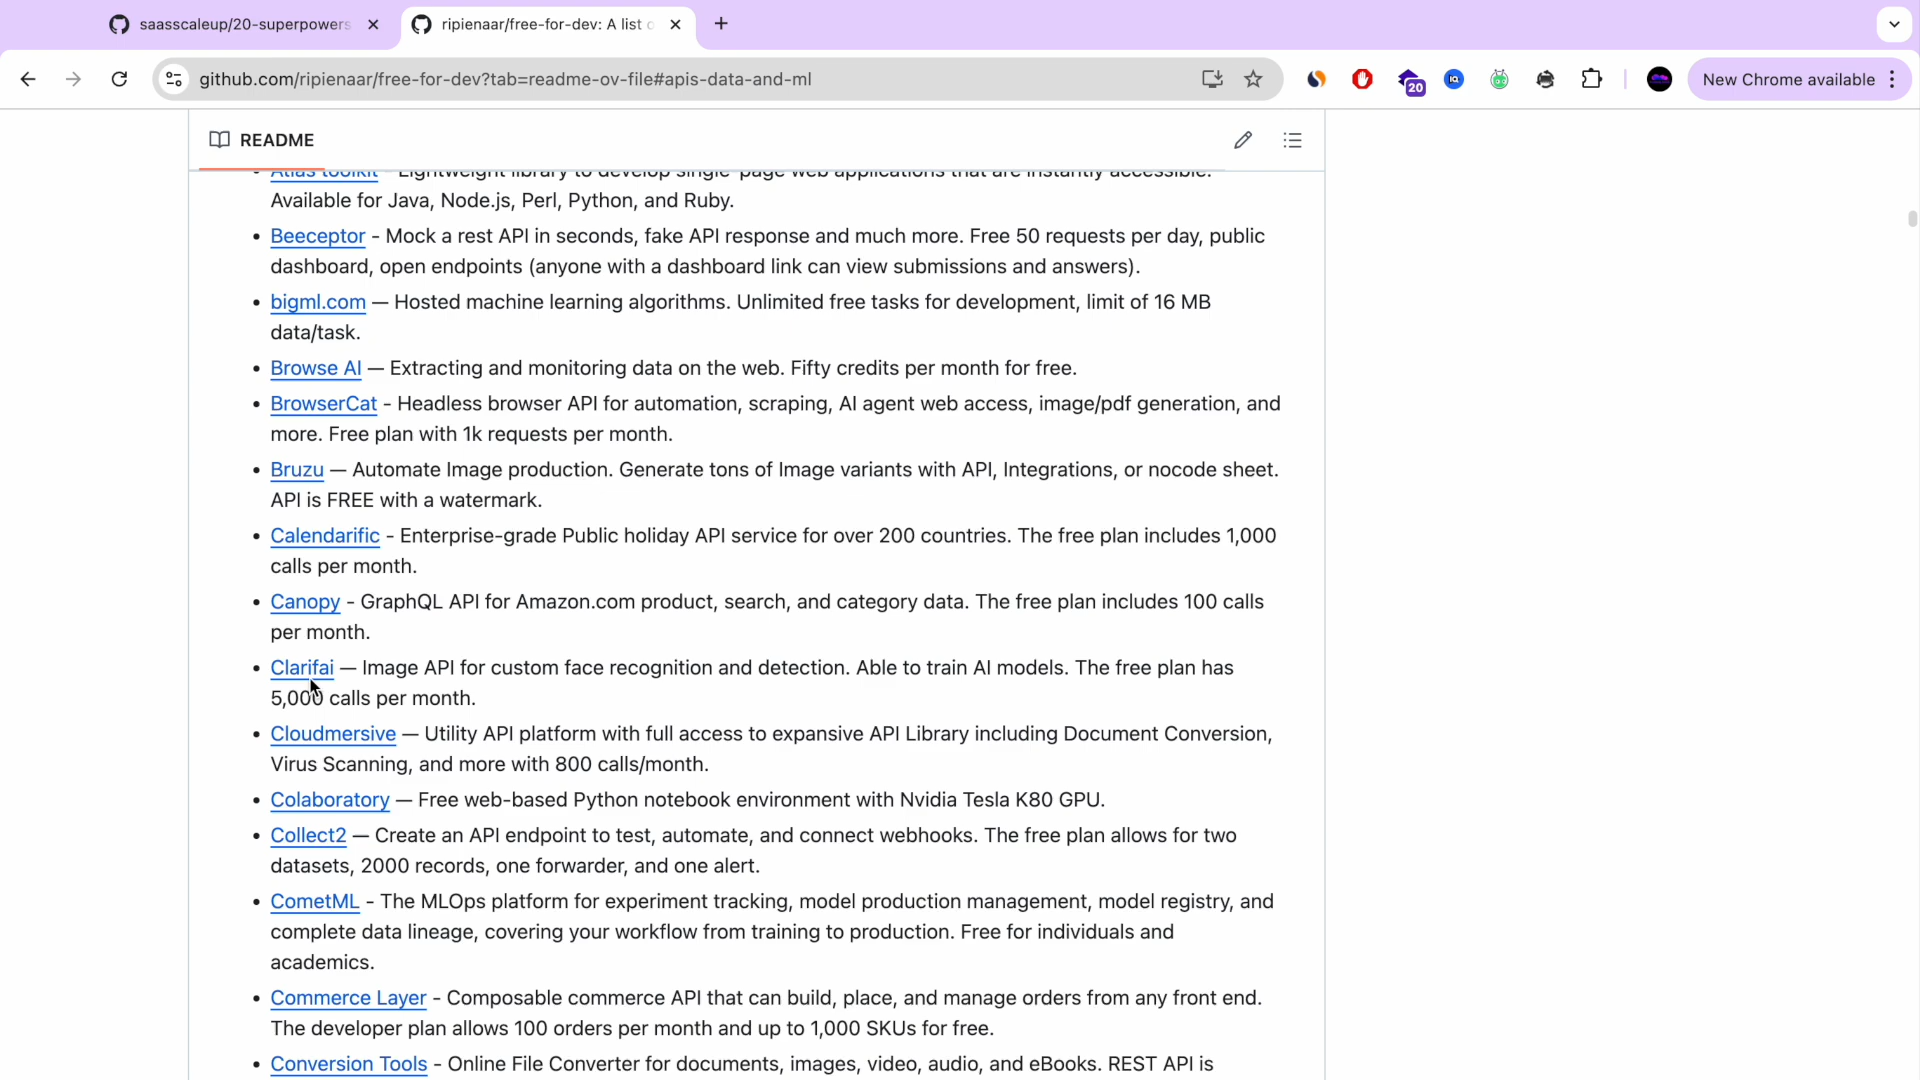 saasscaleup/20-superpowers
ripienaar/free-for-dev: A list o
github.com/ripienaar/free-for-dev?tab=readme-ov-file#apis-data-and-ml
20
New Chrome available
README
Atlas toolkit - Lightweight library to develop single-page web applications that are instantly accessible.
Available for Java, Node.js, Perl, Python, and Ruby.
Beeceptor - Mock a rest API in seconds, fake API response and much more. Free 50 requests per day, public
dashboard, open endpoints (anyone with a dashboard link can view submissions and answers).
bigml.com — Hosted machine learning algorithms. Unlimited free tasks for development, limit of 16 MB
data/task.
Browse AI — Extracting and monitoring data on the web. Fifty credits per month for free.
BrowserCat - Headless browser API for automation, scraping, AI agent web access, image/pdf generation, and
more. Free plan with 1k requests per month.
Bruzu — Automate Image production. Generate tons of Image variants with API, Integrations, or nocode sheet.
API is FREE with a watermark.
Calendarific - Enterprise-grade Public holiday API service for over 200 countries. The free plan includes 1,000
calls per month.
Canopy - GraphQL API for Amazon.com product, search, and category data. The free plan includes 100 calls
per month.
Clarifai — Image API for custom face recognition and detection. Able to train AI models. The free plan has
5,000 calls per month.
Cloudmersive — Utility API platform with full access to expansive API Library including Document Conversion,
Virus Scanning, and more with 800 calls/month.
Colaboratory — Free web-based Python notebook environment with Nvidia Tesla K80 GPU.
Collect2 — Create an API endpoint to test, automate, and connect webhooks. The free plan allows for two
datasets, 2000 records, one forwarder, and one alert.
CometML - The MLOps platform for experiment tracking, model production management, model registry, and
complete data lineage, covering your workflow from training to production. Free for individuals and
academics.
Commerce Layer - Composable commerce API that can build, place, and manage orders from any front end.
The developer plan allows 100 orders per month and up to 1,000 SKUs for free.
Conversion Tools - Online File Converter for documents, images, video, audio, and eBooks. REST API is